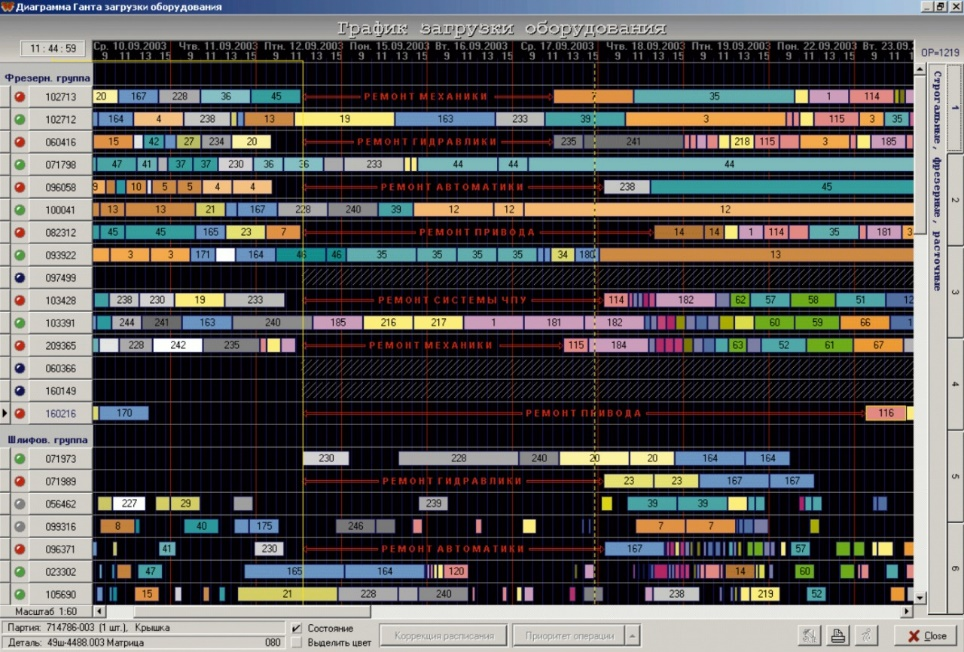 Диаграмма Ганта загрузки оборудования
График загрузки оборудования
11 : 44 : 59
Ср. 10.09.2003 Чтв. 11.09.2003 Птн. 12.09.2003 Пон. 15.09.2003 Вт. 16.09.2003 Ср. 17.09.2003 Чтв. 18.09.2003 Птн. 19.09.2003 Пон. 22.09.2003 Вт. 23.09
ОР=1219
9 11 13 15 9 11 13 15 9 11 13 15 9 11 13 15 9 11 13 15 9 11 13 15 9 11 13 15 9 11 13 15 9 11 13 15 9 11
Фрезерн. группа
102713 20 167 228 36 45 РЕМОНТ МЕХАНИКИ 7 35 1 114
102712 164 4 238 13 19 163 233 39 3 115 3 35
060416 15 42 27 234 20 РЕМОНТ ГИДРАВЛИКИ 235 241 218 115 3 185
071798 47 41 37 37 230 36 36 233 44 44 44
096058 9 10 5 5 4 4 РЕМОНТ АВТОМАТИКИ 238 45
100041 13 13 21 167 228 240 39 12 12 12
082312 45 45 165 23 7 РЕМОНТ ПРИВОДА 14 14 1 114 35 181 3
093922 3 3 171 164 46 46 35 35 35 35 34 180 13
097499
103428 238 230 19 233 РЕМОНТ СИСТЕМЫ ЧПУ 114 182 62 57 58 51 12
103391 244 241 163 240 185 216 217 1 181 182 60 59 66 1
209365 228 242 235 РЕМОНТ МЕХАНИКИ 115 184 63 52 61 67
060366
160149
160216 170 РЕМОНТ ПРИВОДА 116
Шлифов. группа
071973 230 228 240 20 20 164 164
071989 РЕМОНТ ГИДРАВЛИКИ 23 23 167 167
056462 227 29 239 39 39
099316 8 40 175 246 7 7
096371 41 230 РЕМОНТ АВТОМАТИКИ 167 57
023302 47 165 164 120 14 60
105690 15 21 228 240 238 219 52
Строгальные, фрезерные, расточные
1
2
3
4
5
6
Масштаб 1:60
Партия: 714786-003 (1 шт.), Крышка
Деталь: 49ш-4488.003 Матрица 080
Состояние
Выделить цвет
Коррекция расписания
Приоритет операции
Close